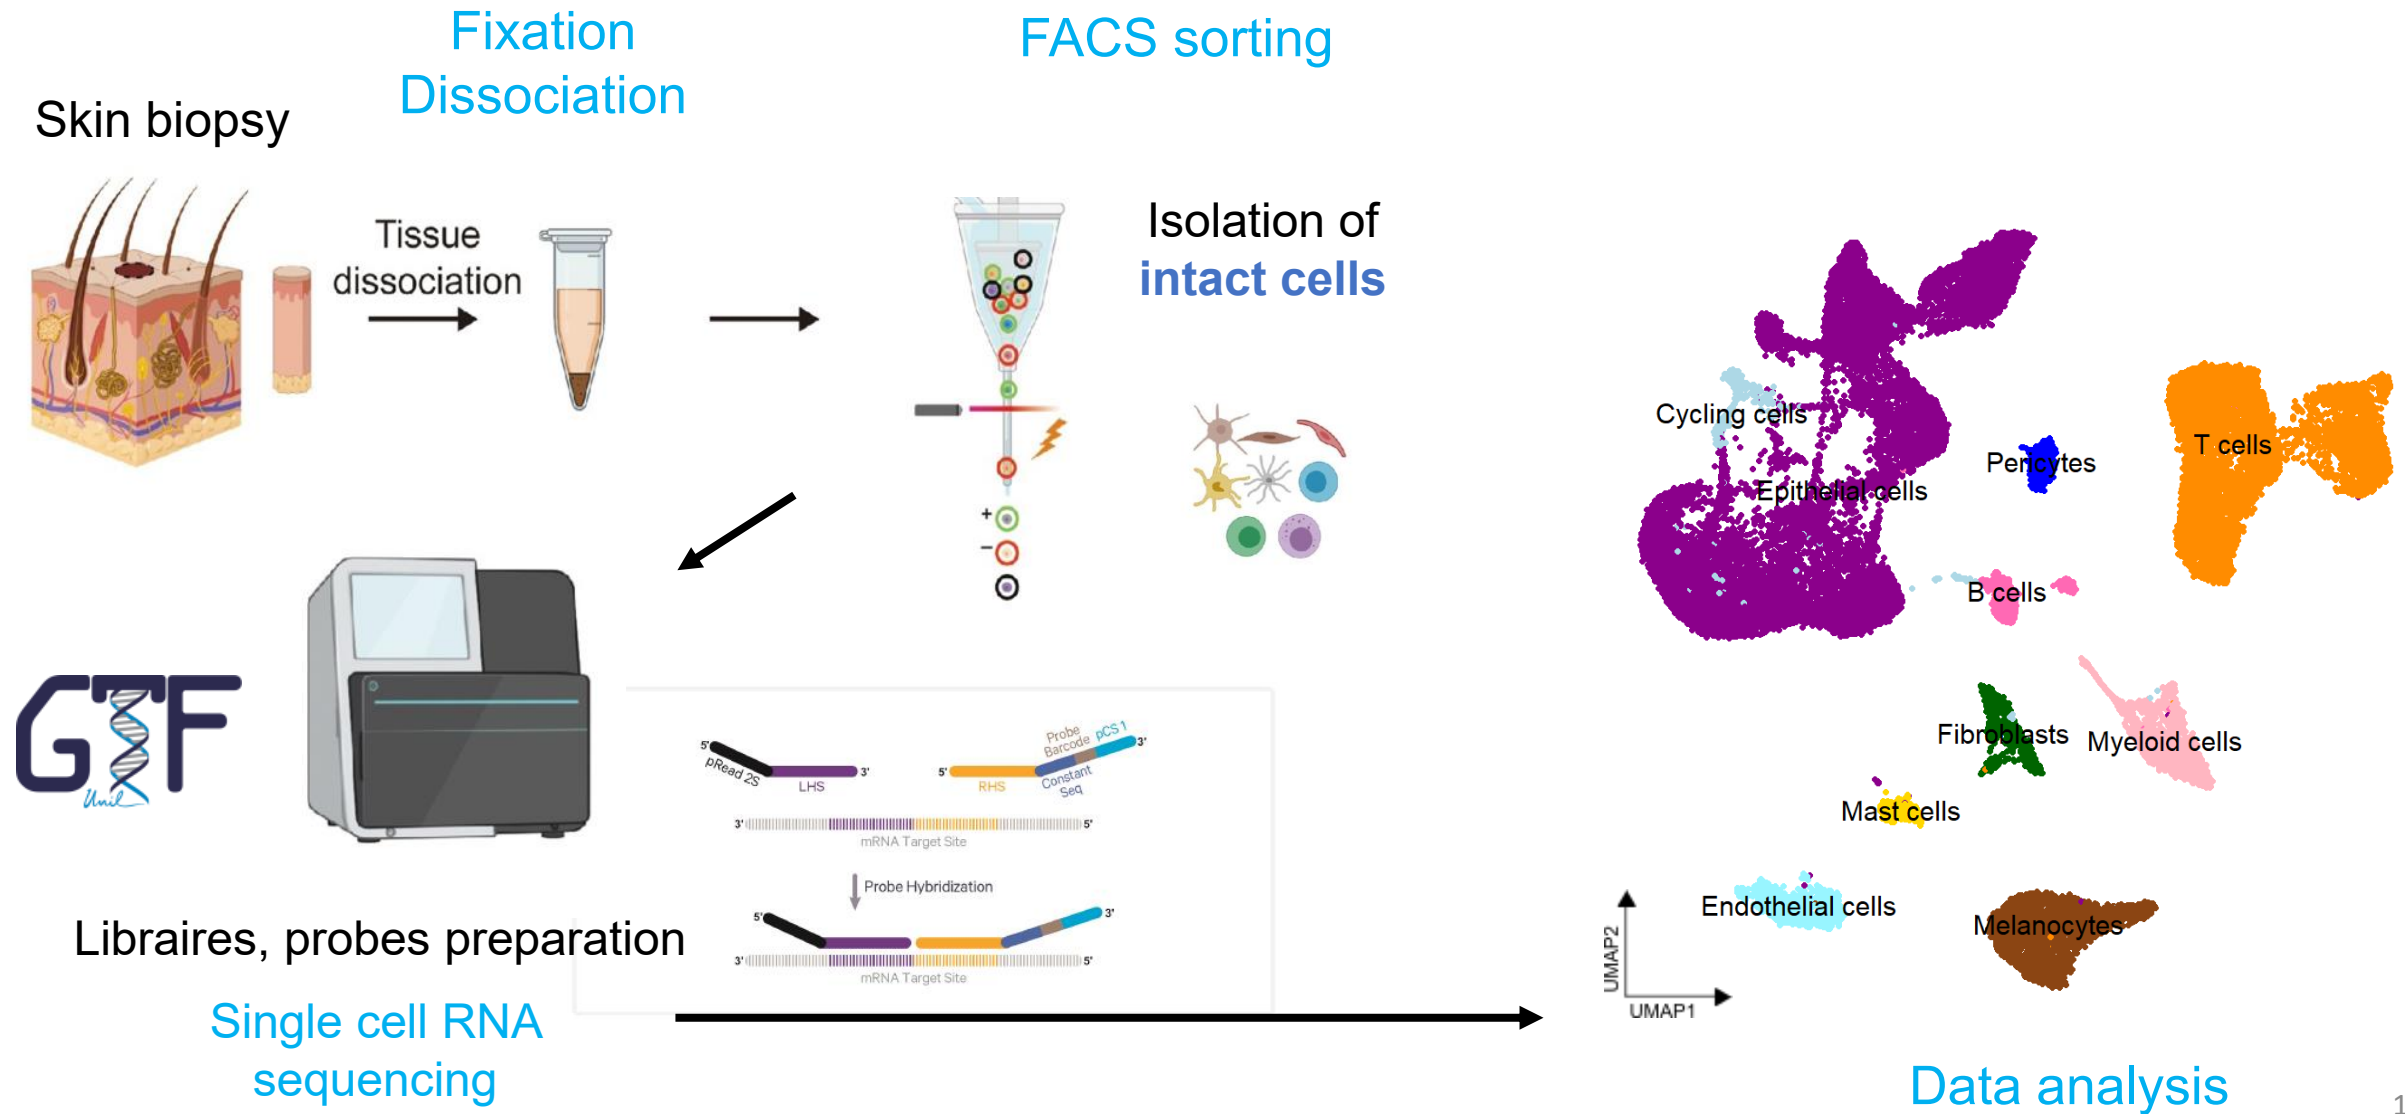 Fixation
Dissociation
FACS sorting
Skin biopsy
Tissue
dissociation
Isolation of
intact cells
+
−
Cycling cells
Epithelial cells
Pericytes
T cells
B cells
Fibroblasts
Myeloid cells
Mast cells
Endothelial cells
Melanocytes
UMAP2
UMAP1
GTF
Unil
5'
pRead 2S
LHS
3'
5'
RHS
Constant
Seq
Probe
Barcode
pCS1
3'
3'
5'
mRNA Target Site
Probe Hybridization
5'
3'
3'
5'
mRNA Target Site
Libraires, probes preparation
Single cell RNA
sequencing
Data analysis
1